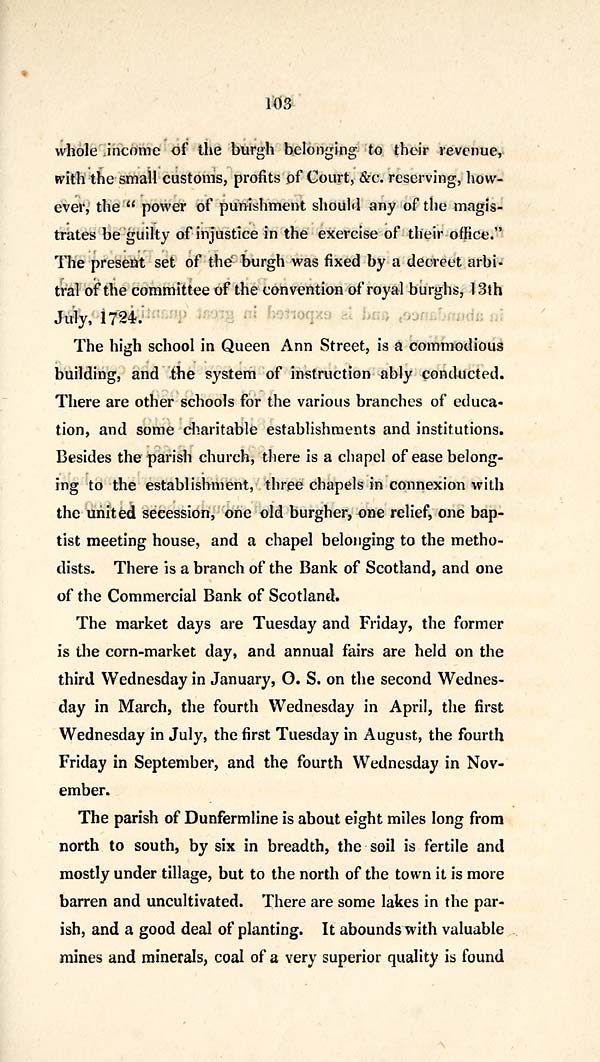 103
whole income of the burgh belonging to their revenue,
with the small customs, profits of Court, &c. reserving, how-
ever, the “ power of punishment should any of the magis-
trates be guilty of injustice in the exercise of their office.”
The present set of the burgh was fixed by a decreet arbi-
tral of the committee of the convention of royal burghs, 13th
July, 1724.
The high school in Queen Ann Street, is a commodious
building, and the system of instruction ably conducted.
There are other schools for the various branches of educa-
tion, and some charitable establishments and institutions.
Besides the parish church, there is a chapel of ease belong-
ing to the establishment, three chapels in connexion with
the united secession, one old burgher, one relief, one bap-
tist meeting house, and a chapel belonging to the metho-
dists. There is a branch of the Bank of Scotland, and one
of the Commercial Bank of Scotland.
The market days are Tuesday and Friday, the former
is the corn-market day, and annual fairs are held on the
third Wednesday in January, O. S. on the second Wednes-
day in March, the fourth Wednesday in April, the first
Wednesday in July, the first Tuesday in August, the fourth
Friday in September, and the fourth Wednesday in Nov-
ember.
The parish of Dunfermline is about eight miles long from
north to south, by six in breadth, the soil is fertile and
mostly under tillage, but to the north of the town it is more
barren and uncultivated. There are some lakes in the par-
ish, and a good deal of planting. It abounds with valuable
mines and minerals, coal of a very superior quality is found